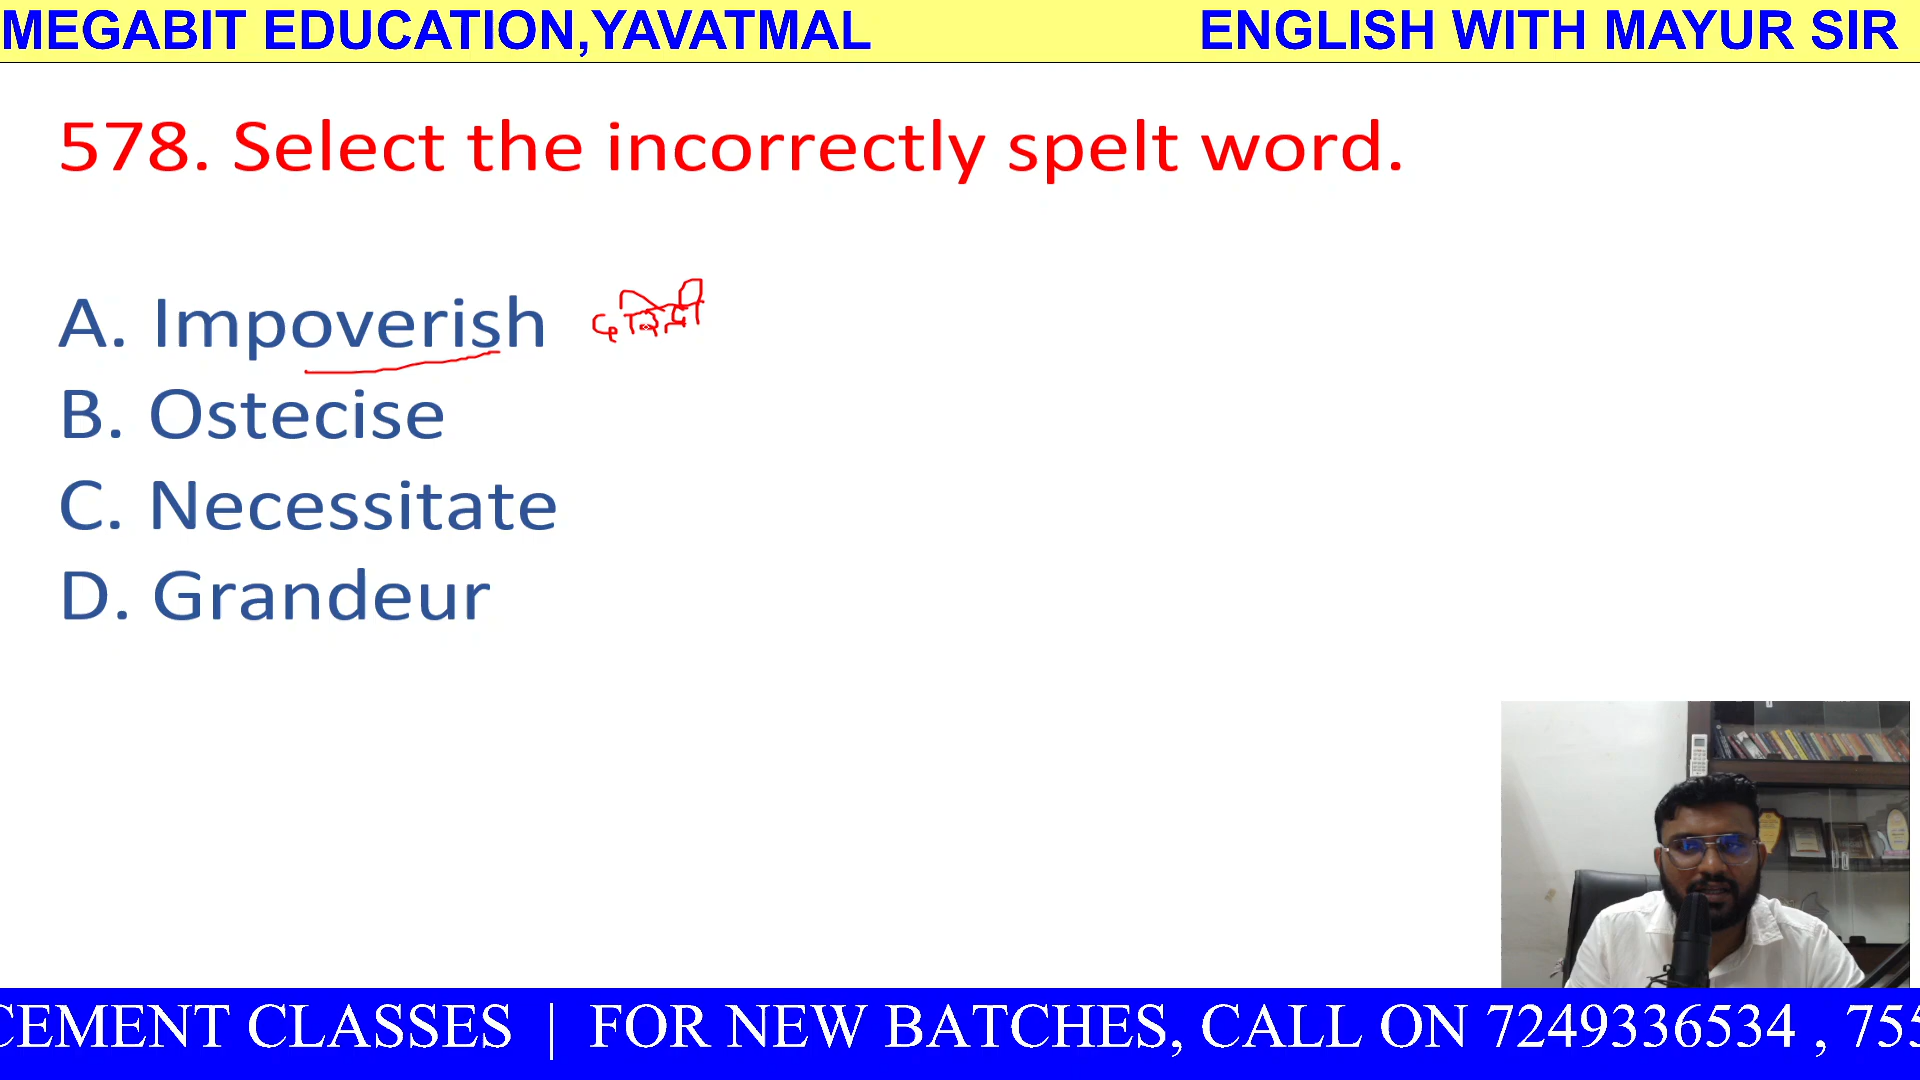 MEGABIT EDUCATION,YAVATMAL
ENGLISH WITH MAYUR SIR
578. Select the incorrectly spelt word.
A. Impoverish
B. Ostecise
C. Necessitate
D. Grandeur
CEMENT CLASSES | FOR NEW BATCHES, CALL ON 7249336534 , 755